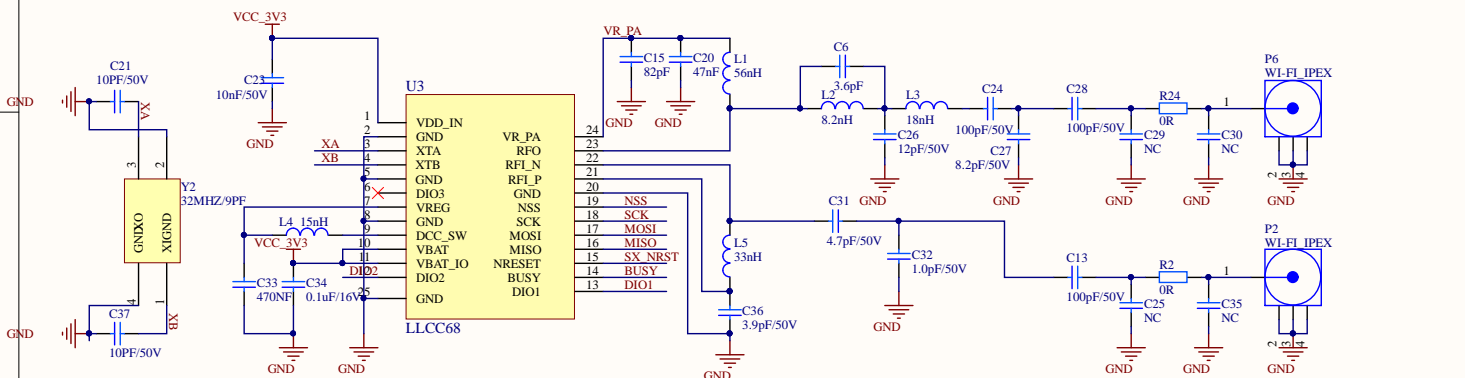 VCC_3V3
C23
10nF/50V
GND
C21
10PF/50V
GND
XA
3
2
Y2
32MHZ/9PF
GND
XO
XI
GND
4
1
XB
C37
10PF/50V
GND
U3
1
2
3
4
5
6
7
8
9
10
11
12
25
XA
XB
L4
15nH
VCC_3V3
DIO2
C33
470NF
C34
0.1uF/16V
GND
GND
VDD_IN
GND
XTA
XTB
GND
DIO3
VREG
GND
DCC_SW
VBAT
VBAT_IO
DIO2
GND
LLCC68
VR_PA
RFO
RFI_N
RFI_P
GND
NSS
SCK
MOSI
MISO
NRESET
BUSY
DIO1
24
23
22
21
20
19
18
17
16
15
14
13
NSS
SCK
MOSI
MISO
SX_NRST
BUSY
DIO1
VR_PA
C15
82pF
GND
C20
47nF
GND
L1
56nH
C6
3.6pF
L2
8.2nH
L3
18nH
C26
12pF/50V
GND
C24
100pF/50V
C27
8.2pF/50V
GND
C28
100pF/50V
C29
NC
GND
R24
0R
C30
NC
GND
1
P6
WI-FI_IPEX
2
3
4
GND
L5
33nH
C36
3.9pF/50V
GND
C31
4.7pF/50V
C32
1.0pF/50V
GND
C13
100pF/50V
C25
NC
GND
R2
0R
C35
NC
GND
1
P2
WI-FI_IPEX
2
3
4
GND